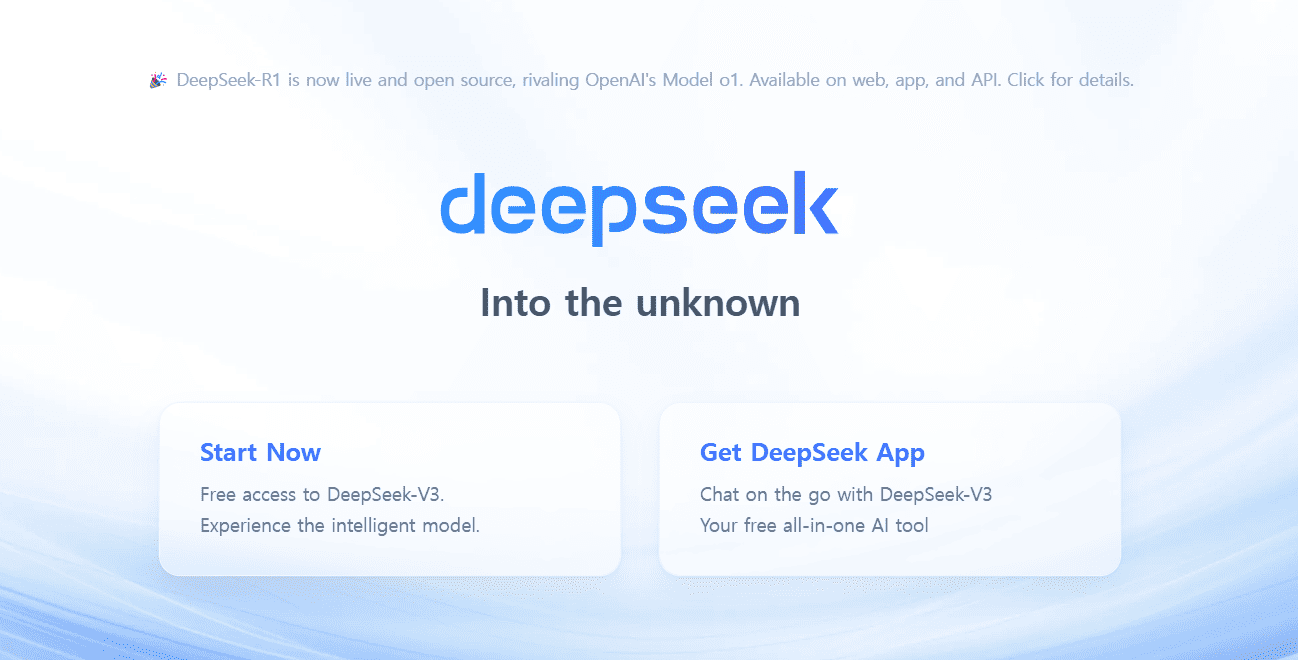 🎉 DeepSeek-R1 is now live and open source, rivaling OpenAI's Model o1. Available on web, app, and API. Click for details.
deepseek
Into the unknown
Start Now
Free access to DeepSeek-V3.
Experience the intelligent model.
Get DeepSeek App
Chat on the go with DeepSeek-V3
Your free all-in-one AI tool